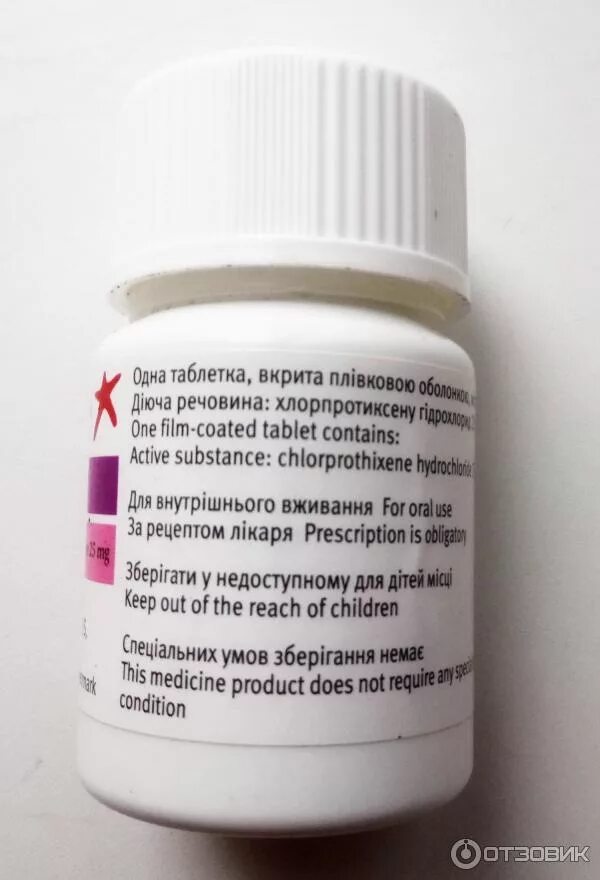 Одна таблетка, вкрита плівковою оболонкою,
Діюча речовина: хлорпротиксену гідрохлорид
One film-coated tablet contains:
Active substance: chlorprothixene hydrochloride
Для внутрішнього вживання For oral use
За рецептом лікаря Prescription is obligatory
25 mg
Зберігати у недоступному для дітей місці
Keep out of the reach of children
Спеціальних умов зберігання немає
This medicine product does not require any
condition
ОТЗОВИК